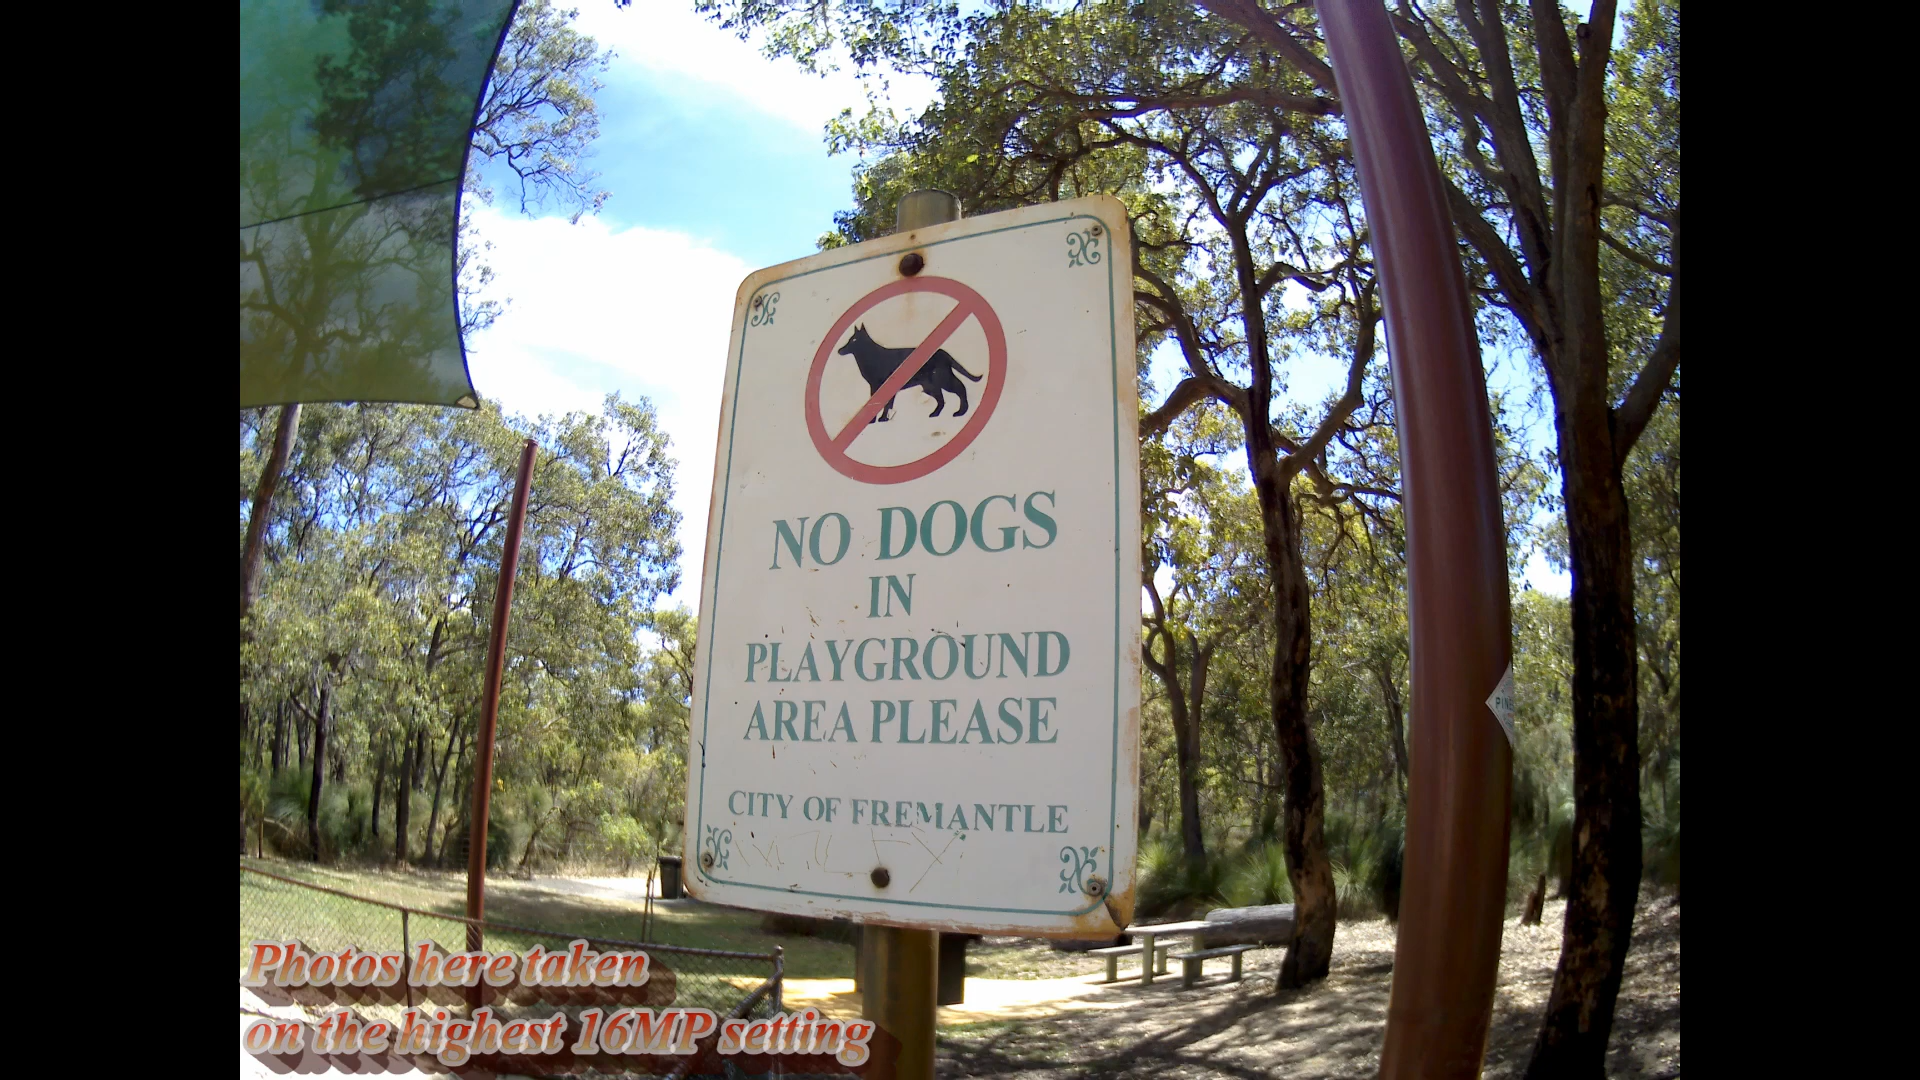 NO DOGS
IN
PLAYGROUND
AREA PLEASE
CITY OF FREMANTLE
Photos here taken
on the highest 16MP setting